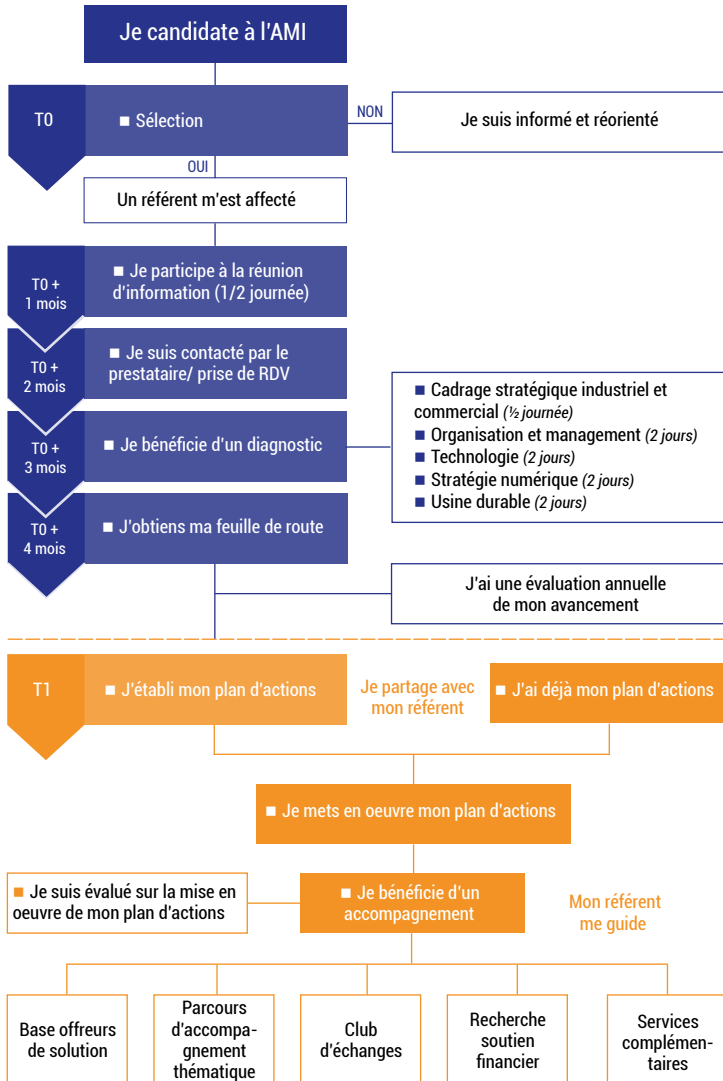 Je candidate à l'AMI
T0
■ Sélection
NON
Je suis informé et réorienté
OUI
Un référent m'est affecté
T0 +
1 mois
■ Je participe à la réunion
d'information (1/2 journée)
T0 +
2 mois
■ Je suis contacté par le
prestataire/ prise de RDV
T0 +
3 mois
■ Je bénéficie d'un diagnostic
■ Cadrage stratégique industriel et
commercial (½ journée)
■ Organisation et management (2 jours)
■ Technologie (2 jours)
■ Stratégie numérique (2 jours)
■ Usine durable (2 jours)
T0 +
4 mois
■ J'obtiens ma feuille de route
J'ai une évaluation annuelle
de mon avancement
T1
■ J'établi mon plan d'actions
Je partage avec
mon référent
■ J'ai déjà mon plan d'actions
■ Je mets en oeuvre mon plan d'actions
■ Je suis évalué sur la mise en
oeuvre de mon plan d'actions
■ Je bénéficie d'un
accompagnement
Mon référent
me guide
Base offreurs
de solution
Parcours
d'accompa-
gnement
thématique
Club
d'échanges
Recherche
soutien
financier
Services
complémen-
taires